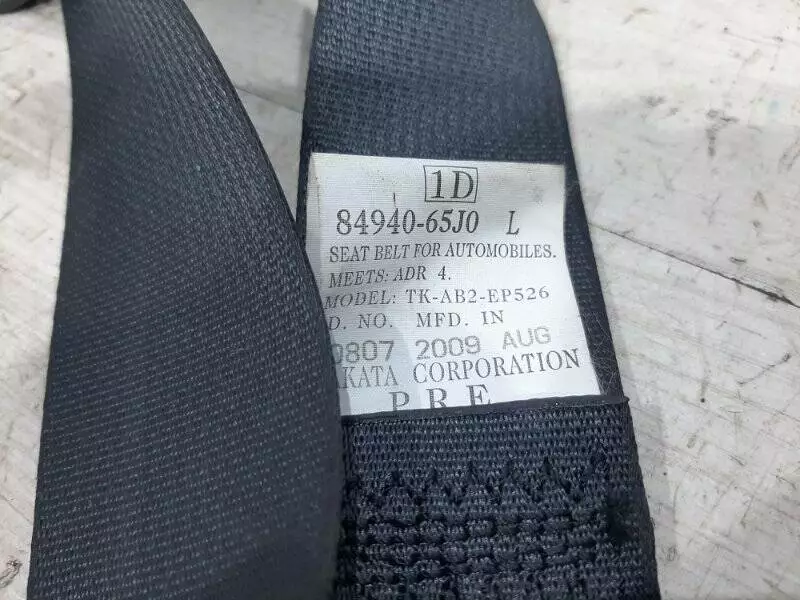 1D
84940-65J0 L
SEAT BELT FOR AUTOMOBILES.
MEETS: ADR 4.
MODEL: TK-AB2-EP526
D. NO. MFD. IN
0807 2009 AUG
AKATA CORPORATION
PRE